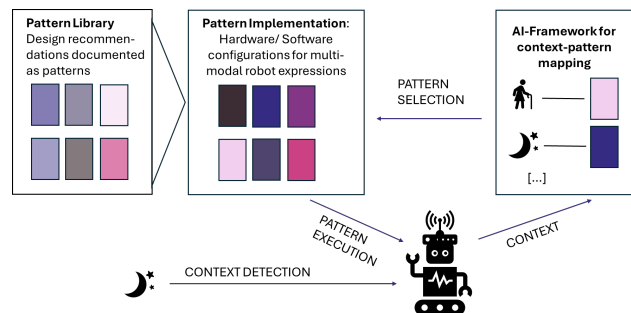 Pattern Library
Design recommen-
dations documented
as patterns
Pattern Implementation:
Hardware/ Software
configurations for multi-
modal robot expressions
AI-Framework for
context-pattern
mapping
[...]
PATTERN
SELECTION
PATTERN
EXECUTION
CONTEXT
CONTEXT DETECTION